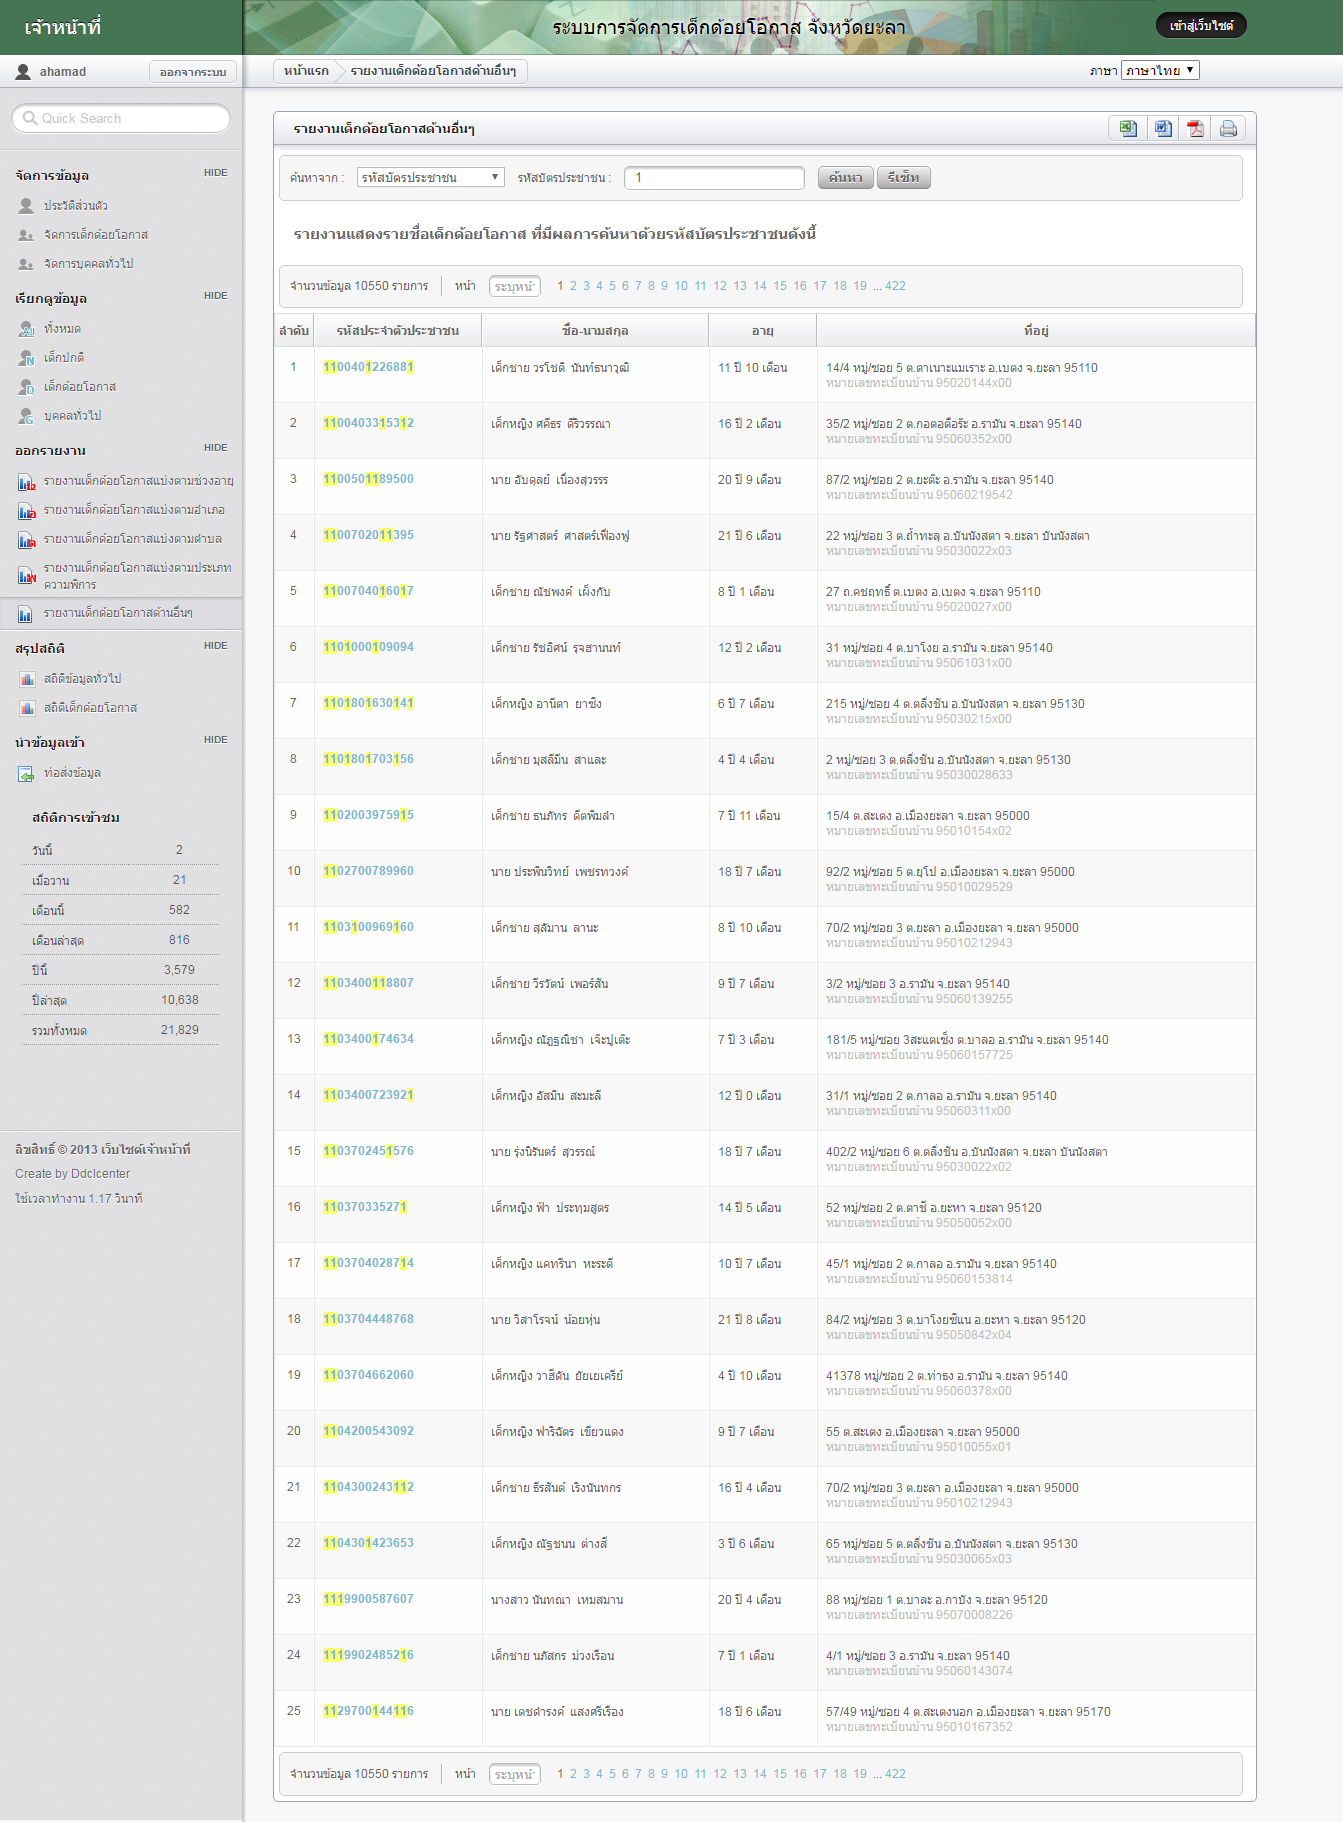 เจ้าหน้าที่
ระบบการจัดการเด็กด้อยโอกาส จังหวัดยะลา
เข้าสู่เว็บไซต์
ahamad
ออกจากระบบ
หน้าแรก
รายงานเด็กด้อยโอกาสด้านอื่นๆ
ภาษา ภาษาไทย
Quick Search
จัดการข้อมูล HIDE
ประวัติส่วนตัว
จัดการเด็กด้อยโอกาส
จัดการบุคคลทั่วไป
เรียกดูข้อมูล HIDE
ทั้งหมด
เด็กปกติ
เด็กด้อยโอกาส
บุคคลทั่วไป
ออกรายงาน HIDE
รายงานเด็กด้อยโอกาสแบ่งตามช่วงอายุ
รายงานเด็กด้อยโอกาสแบ่งตามอำเภอ
รายงานเด็กด้อยโอกาสแบ่งตามตำบล
รายงานเด็กด้อยโอกาสแบ่งตามประเภท
ความพิการ
รายงานเด็กด้อยโอกาสด้านอื่นๆ
สรุปสถิติ HIDE
สถิติข้อมูลทั่วไป
สถิติเด็กด้อยโอกาส
นำข้อมูลเข้า HIDE
ท่อส่งข้อมูล
สถิติการเข้าชม
วันนี้ 2
เมื่อวาน 21
เดือนนี้ 582
เดือนล่าสุด 816
ปีนี้ 3,579
ปีล่าสุด 10,638
รวมทั้งหมด 21,829
ลิขสิทธิ์ © 2013 เว็บไซต์เจ้าหน้าที่
Create by Ddclcenter
ใช้เวลาทำงาน 1.17 วินาที
รายงานเด็กด้อยโอกาสด้านอื่นๆ
ค้นหาจาก : รหัสบัตรประชาชน รหัสบัตรประชาชน : 1 ค้นหา รีเซ็ท
รายงานแสดงรายชื่อเด็กด้อยโอกาส ที่มีผลการค้นหาด้วยรหัสบัตรประชาชนดังนี้
จำนวนข้อมูล 10550 รายการ หน้า ระบุหน้า 1 2 3 4 5 6 7 8 9 10 11 12 13 14 15 16 17 18 19 ... 422
ลำดับ รหัสประจำตัวประชาชน ชื่อ-นามสกุล อายุ ที่อยู่
1 1100401226881 เด็กชาย วรโชติ นันท์ธนาวุฒิ 11 ปี 10 เดือน 14/4 หมู่/ซอย 5 ต.ตาเนาะแมเราะ อ.เบตง จ.ยะลา 95110
หมายเลขทะเบียนบ้าน 95020144x00
2 1100403315312 เด็กหญิง ศศีธร ดีริวรรณา 16 ปี 2 เดือน 35/2 หมู่/ซอย 2 ต.กอตอตือร๊ะ อ.รามัน จ.ยะลา 95140
หมายเลขทะเบียนบ้าน 95060352x00
3 1100501189500 นาย อับดุลย์ เนืองสุวรรร 20 ปี 9 เดือน 87/2 หมู่/ซอย 2 ต.ยะต๊ะ อ.รามัน จ.ยะลา 95140
หมายเลขทะเบียนบ้าน 95060219542
4 1100702011395 นาย รัฐศาสตร์ ศาสตร์เฟื่องฟู 21 ปี 6 เดือน 22 หมู่/ซอย 3 ต.ถ้ำทะลุ อ.บันนังสตา จ.ยะลา บันนังสตา
หมายเลขทะเบียนบ้าน 95030022x03
5 1100704016017 เด็กชาย ณัชพงค์ เผ็งกับ 8 ปี 1 เดือน 27 ถ.คชฤทธิ์ ต.เบตง อ.เบตง จ.ยะลา 95110
หมายเลขทะเบียนบ้าน 95020027x00
6 1101000109094 เด็กชาย รัชอิศน์ รุจฮานนท์ 12 ปี 2 เดือน 31 หมู่/ซอย 4 ต.บาโงย อ.รามัน จ.ยะลา 95140
หมายเลขทะเบียนบ้าน 95061031x00
7 1101801630141 เด็กหญิง อานีตา ยาซิง 6 ปี 7 เดือน 215 หมู่/ซอย 4 ต.ตลิ่งชัน อ.บันนังสตา จ.ยะลา 95130
หมายเลขทะเบียนบ้าน 95030215x00
8 1101801703156 เด็กชาย มุสลีมีน สาและ 4 ปี 4 เดือน 2 หมู่/ซอย 3 ต.ตลิ่งชัน อ.บันนังสตา จ.ยะลา 95130
หมายเลขทะเบียนบ้าน 95030028633
9 1102003975915 เด็กชาย ธนภัทร ดีตพิมลำ 7 ปี 11 เดือน 15/4 ต.สะเตง อ.เมืองยะลา จ.ยะลา 95000
หมายเลขทะเบียนบ้าน 95010154x02
10 1102700789960 นาย ประพินวิทย์ เพชรทวงค์ 18 ปี 7 เดือน 92/2 หมู่/ซอย 5 ต.ยุโป อ.เมืองยะลา จ.ยะลา 95000
หมายเลขทะเบียนบ้าน 95010029529
11 1103100969160 เด็กชาย สุลัมาน ลานะ 8 ปี 10 เดือน 70/2 หมู่/ซอย 3 ต.ยะลา อ.เมืองยะลา จ.ยะลา 95000
หมายเลขทะเบียนบ้าน 95010212943
12 1103400118807 เด็กชาย วีรวัตน์ เพอร์สัน 9 ปี 7 เดือน 3/2 หมู่/ซอย 3 อ.รามัน จ.ยะลา 95140
หมายเลขทะเบียนบ้าน 95060139255
13 1103400174634 เด็กหญิง ณัฏฐณิชา เจ๊ะปูเต๊ะ 7 ปี 3 เดือน 181/5 หมู่/ซอย 3สะแตเซ็ง ต.บาลอ อ.รามัน จ.ยะลา 95140
หมายเลขทะเบียนบ้าน 95060157725
14 1103400723921 เด็กหญิง อัสมิน สะมะลี 12 ปี 0 เดือน 31/1 หมู่/ซอย 2 ต.กาลอ อ.รามัน จ.ยะลา 95140
หมายเลขทะเบียนบ้าน 95060311x00
15 1103702451576 นาย รุ่งนิรันดร์ สุวรรณ์ 18 ปี 7 เดือน 402/2 หมู่/ซอย 6 ต.ตลิ่งชัน อ.บันนังสตา จ.ยะลา บันนังสตา
หมายเลขทะเบียนบ้าน 95030022x02
16 110370335271 เด็กหญิง ฟ้า ประทุมสูตร 14 ปี 5 เดือน 52 หมู่/ซอย 2 ต.ตาชี อ.ยะหา จ.ยะลา 95120
หมายเลขทะเบียนบ้าน 95050052x00
17 1103704028714 เด็กหญิง แคทรีนา หะระดี 10 ปี 7 เดือน 45/1 หมู่/ซอย 2 ต.กาลอ อ.รามัน จ.ยะลา 95140
หมายเลขทะเบียนบ้าน 95060153814
18 1103704448768 นาย วิสาโรจน์ น้อยหุ่น 21 ปี 8 เดือน 84/2 หมู่/ซอย 3 ต.บาโงยซิแน อ.ยะหา จ.ยะลา 95120
หมายเลขทะเบียนบ้าน 95050842x04
19 1103704662060 เด็กหญิง วาฮีดัน ยัยเยเครีย์ 4 ปี 10 เดือน 41378 หมู่/ซอย 2 ต.ท่าธง อ.รามัน จ.ยะลา 95140
หมายเลขทะเบียนบ้าน 95060378x00
20 1104200543092 เด็กหญิง ฟาริฉัตร เขียวแดง 9 ปี 7 เดือน 55 ต.สะเตง อ.เมืองยะลา จ.ยะลา 95000
หมายเลขทะเบียนบ้าน 95010055x01
21 1104300243112 เด็กชาย ธีรสันต์ เริงนันทกร 16 ปี 4 เดือน 70/2 หมู่/ซอย 3 ต.ยะลา อ.เมืองยะลา จ.ยะลา 95000
หมายเลขทะเบียนบ้าน 95010212943
22 1104301423653 เด็กหญิง ณัฐชนน ต่างสี 3 ปี 6 เดือน 65 หมู่/ซอย 5 ต.ตลิ่งชัน อ.บันนังสตา จ.ยะลา 95130
หมายเลขทะเบียนบ้าน 95030065x03
23 1119900587607 นางสาว นันทณา เหมสมาน 20 ปี 4 เดือน 88 หมู่/ซอย 1 ต.บาละ อ.กาบัง จ.ยะลา 95120
หมายเลขทะเบียนบ้าน 95070008226
24 1119902485216 เด็กชาย นภัสกร ม่วงเรือน 7 ปี 1 เดือน 4/1 หมู่/ซอย 3 อ.รามัน จ.ยะลา 95140
หมายเลขทะเบียนบ้าน 95060143074
25 1129700144116 นาย เดชดำรงค์ แสงศรีเรือง 18 ปี 6 เดือน 57/49 หมู่/ซอย 4 ต.สะเตงนอก อ.เมืองยะลา จ.ยะลา 95170
หมายเลขทะเบียนบ้าน 95010167352
จำนวนข้อมูล 10550 รายการ หน้า ระบุหน้า 1 2 3 4 5 6 7 8 9 10 11 12 13 14 15 16 17 18 19 ... 422